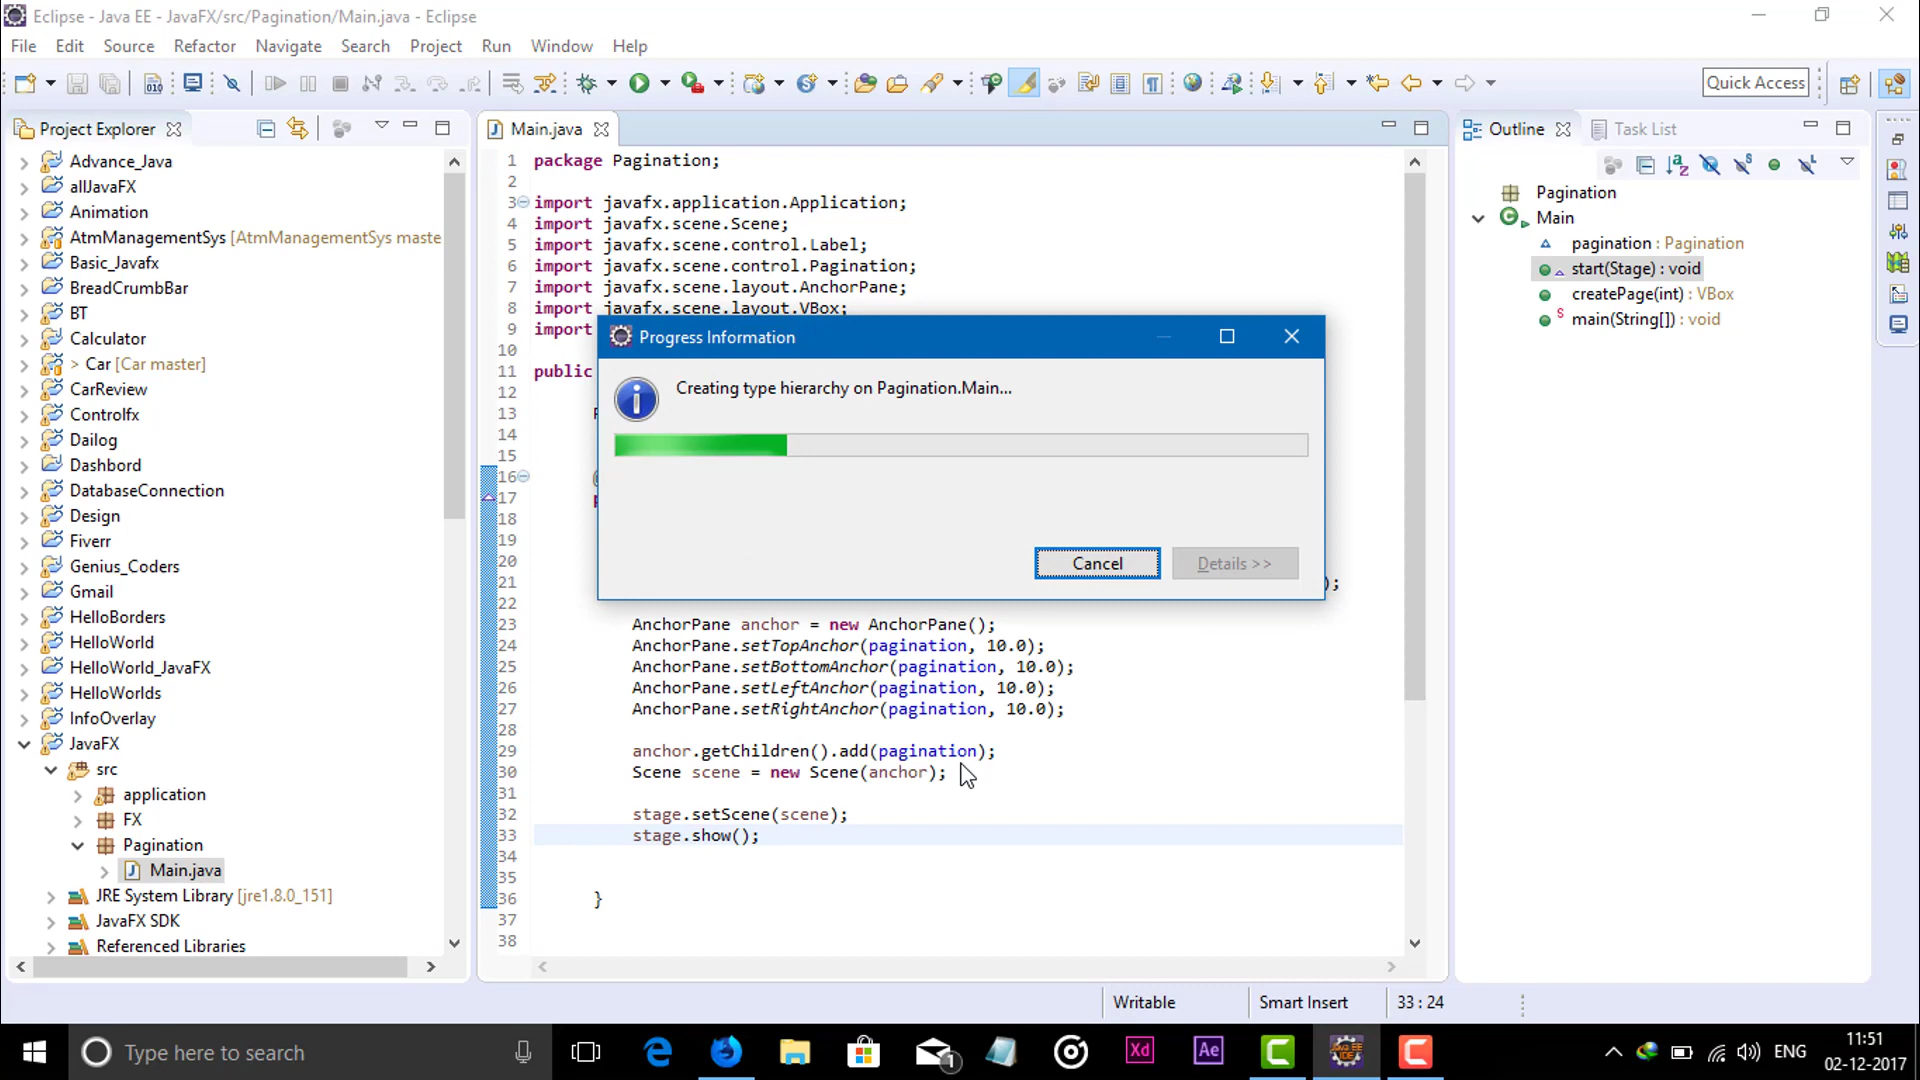 Eclipse - Java EE - JavaFX/src/Pagination/Main.java - Eclipse
File Edit Source Refactor Navigate Search Project Run Window Help
Quick Access
Project Explorer
Advance_Java
allJavaFX
Animation
AtmManagementSys [AtmManagementSys maste
Basic_Javafx
BreadCrumbBar
BT
Calculator
> Car [Car master]
CarReview
Controlfx
Dailog
Dashbord
DatabaseConnection
Design
Fiverr
Genius_Coders
Gmail
HelloBorders
HelloWorld
HelloWorld_JavaFX
HelloWorlds
InfoOverlay
JavaFX
src
application
FX
Pagination
Main.java
JRE System Library [jre1.8.0_151]
JavaFX SDK
Referenced Libraries
Main.java
1 package Pagination;
2
3 import javafx.application.Application;
4 import javafx.scene.Scene;
5 import javafx.scene.control.Label;
6 import javafx.scene.control.Pagination;
7 import javafx.scene.layout.AnchorPane;
8 import javafx.scene.layout.VBox;
9 import
10
11 public
12
13
14
15
16
17
18
19
20
21 );
22
23 AnchorPane anchor = new AnchorPane();
24 AnchorPane.setTopAnchor(pagination, 10.0);
25 AnchorPane.setBottomAnchor(pagination, 10.0);
26 AnchorPane.setLeftAnchor(pagination, 10.0);
27 AnchorPane.setRightAnchor(pagination, 10.0);
28
29 anchor.getChildren().add(pagination);
30 Scene scene = new Scene(anchor);
31
32 stage.setScene(scene);
33 stage.show();
34
35
36 }
37
38
Progress Information
Creating type hierarchy on Pagination.Main...
Cancel
Details >>
Outline
Task List
Pagination
Main
pagination : Pagination
start(Stage) : void
createPage(int) : VBox
main(String[]) : void
Writable
Smart Insert
33 : 24
Type here to search
1
Xd
Ae
Java EE
IDE
ENG
11:51
02-12-2017